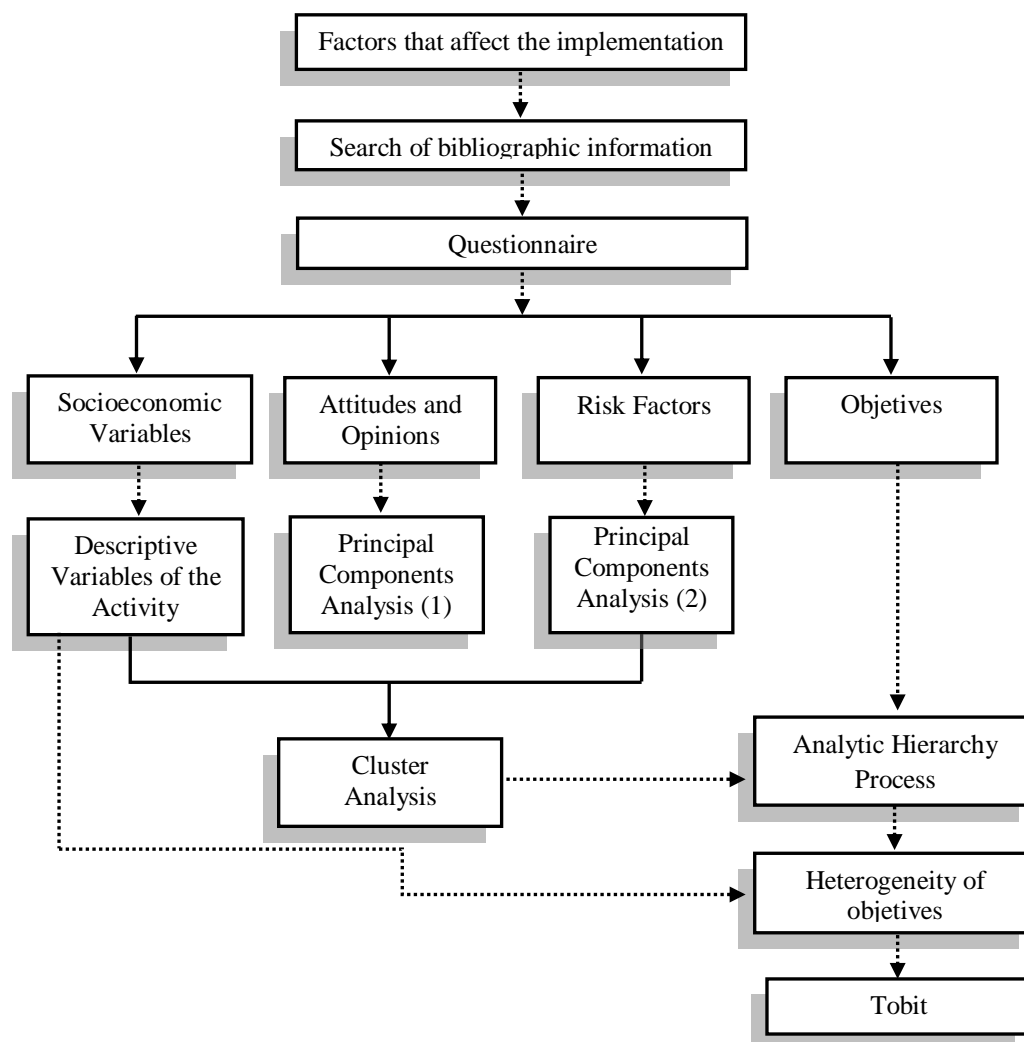 Factors that affect the implementation
Search of bibliographic information
Questionnaire
Socioeconomic
Variables
Attitudes and
Opinions
Risk Factors
Objetives
Descriptive
Variables of the
Activity
Principal
Components
Analysis (1)
Principal
Components
Analysis (2)
Cluster
Analysis
Analytic Hierarchy
Process
Heterogeneity of
objetives
Tobit